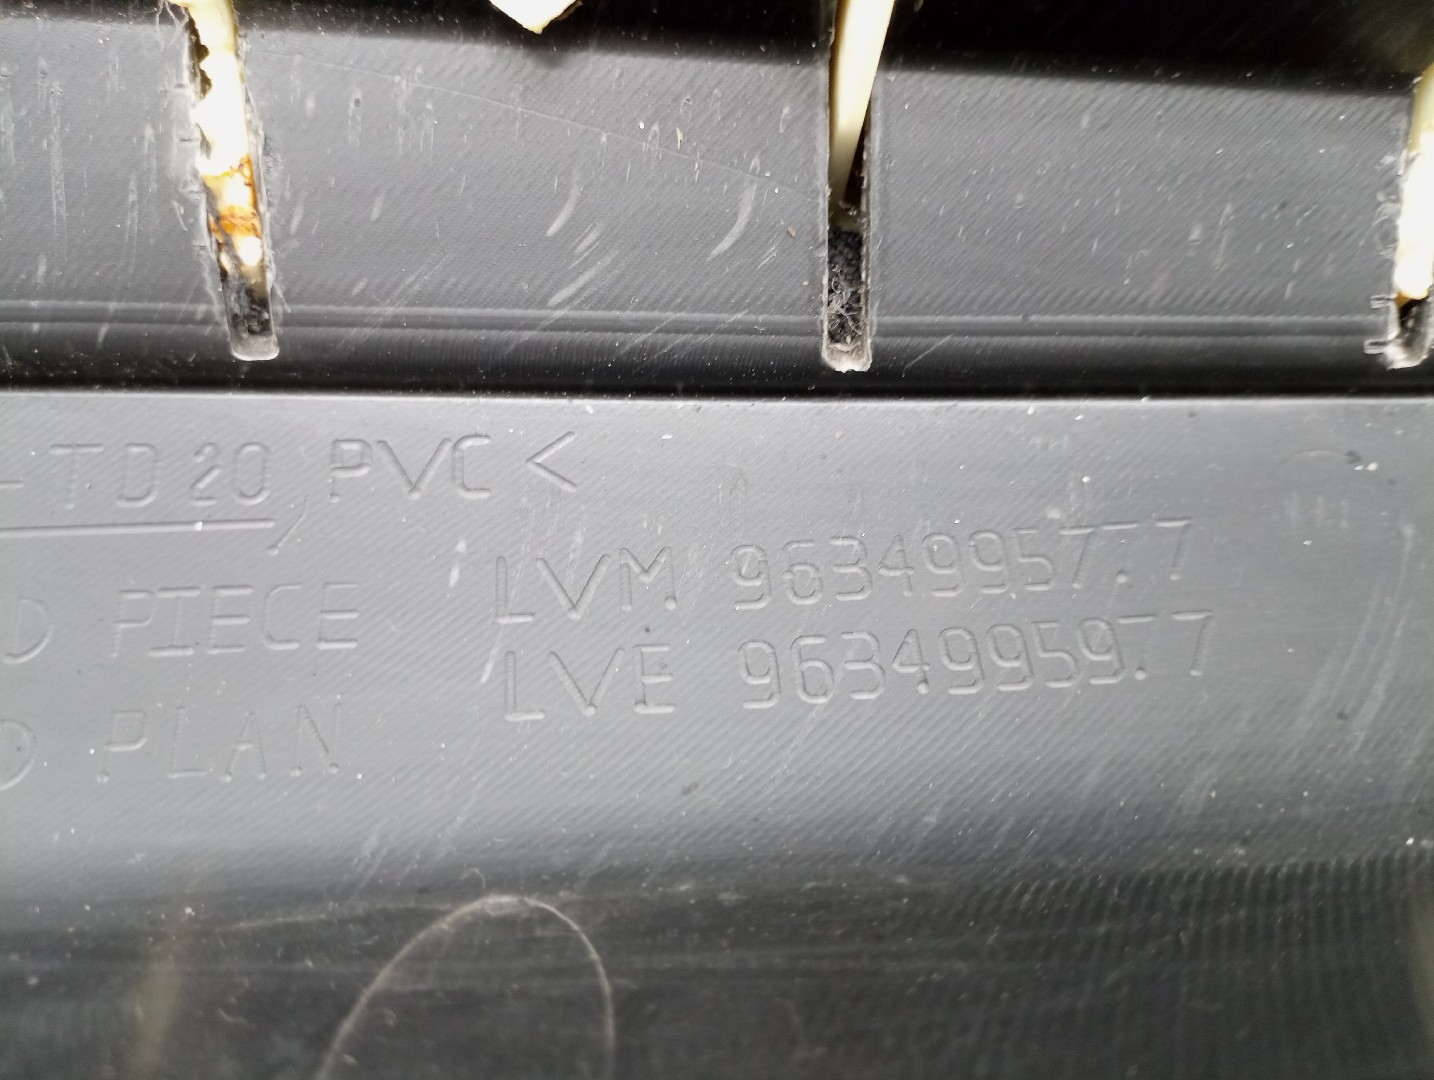 -TD20 PVC <
D PIECE LVM 9634995777
LVE 9634995977
D PLAN